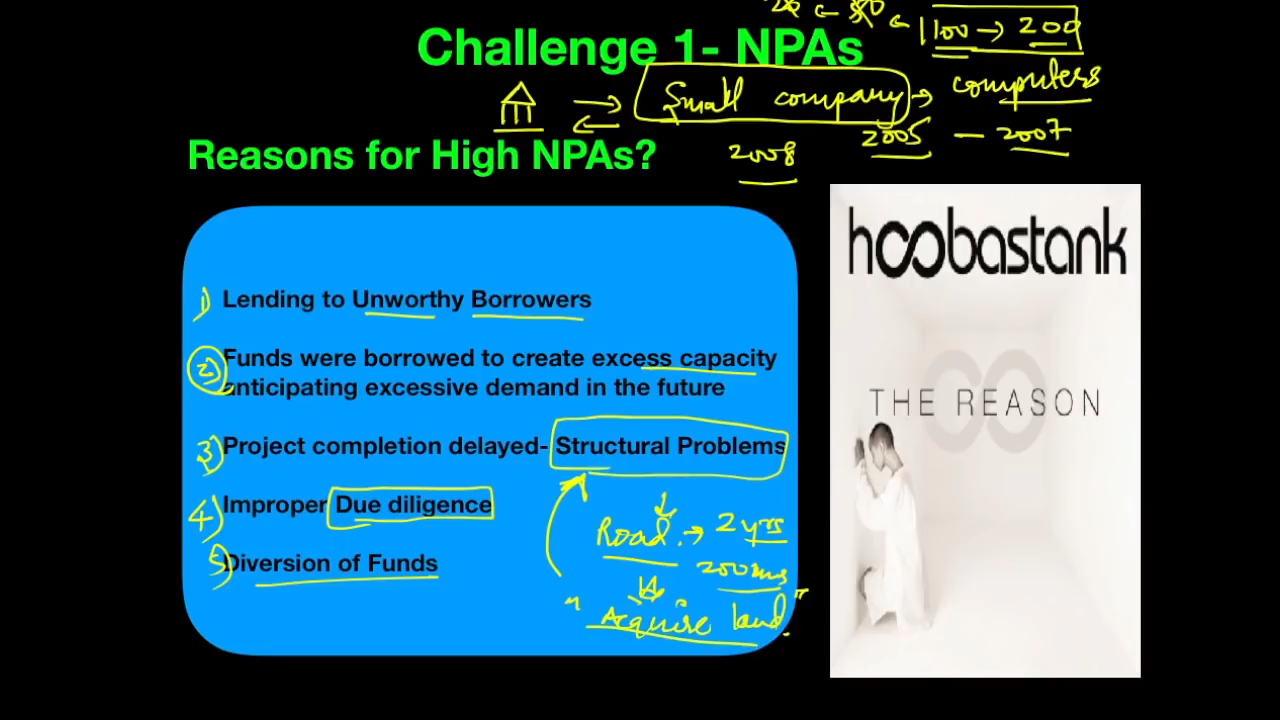 100 → 200
Challenge 1- NPAs
Small company → computers
2005 - 2007
2008
Reasons for High NPAs?
hoobastank
THE REASON
1) Lending to Unworthy Borrowers
2) Funds were borrowed to create excess capacity
anticipating excessive demand in the future
3) Project completion delayed- Structural Problems
4) Improper Due diligence
5) Diversion of Funds
Road. → 2 yrs
"Acquire land."